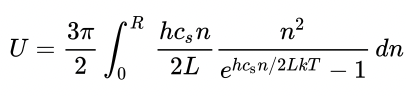 U = \frac{3\pi}{2} \int_0^R \frac{hc_s n}{2L} \frac{n^2}{e^{hc_s n/2LkT} - 1} dn